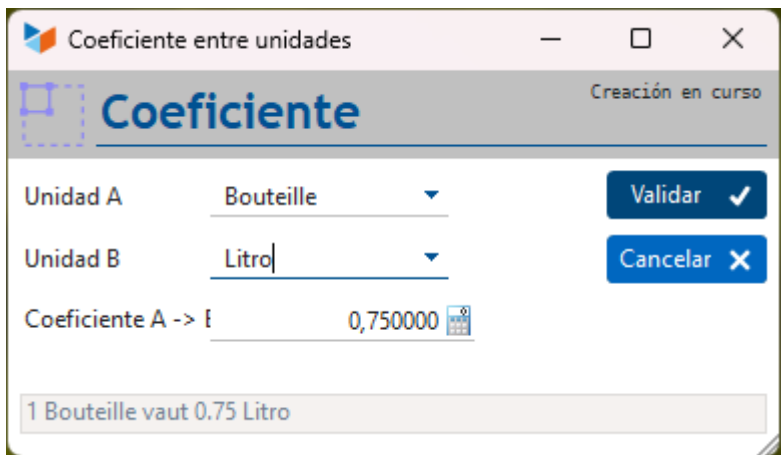 Coeficiente entre unidades
Coeficiente
Creación en curso
Unidad A Bouteille Validar
Unidad B Litro Cancelar
Coeficiente A -> 0,750000
1 Bouteille vaut 0.75 Litro